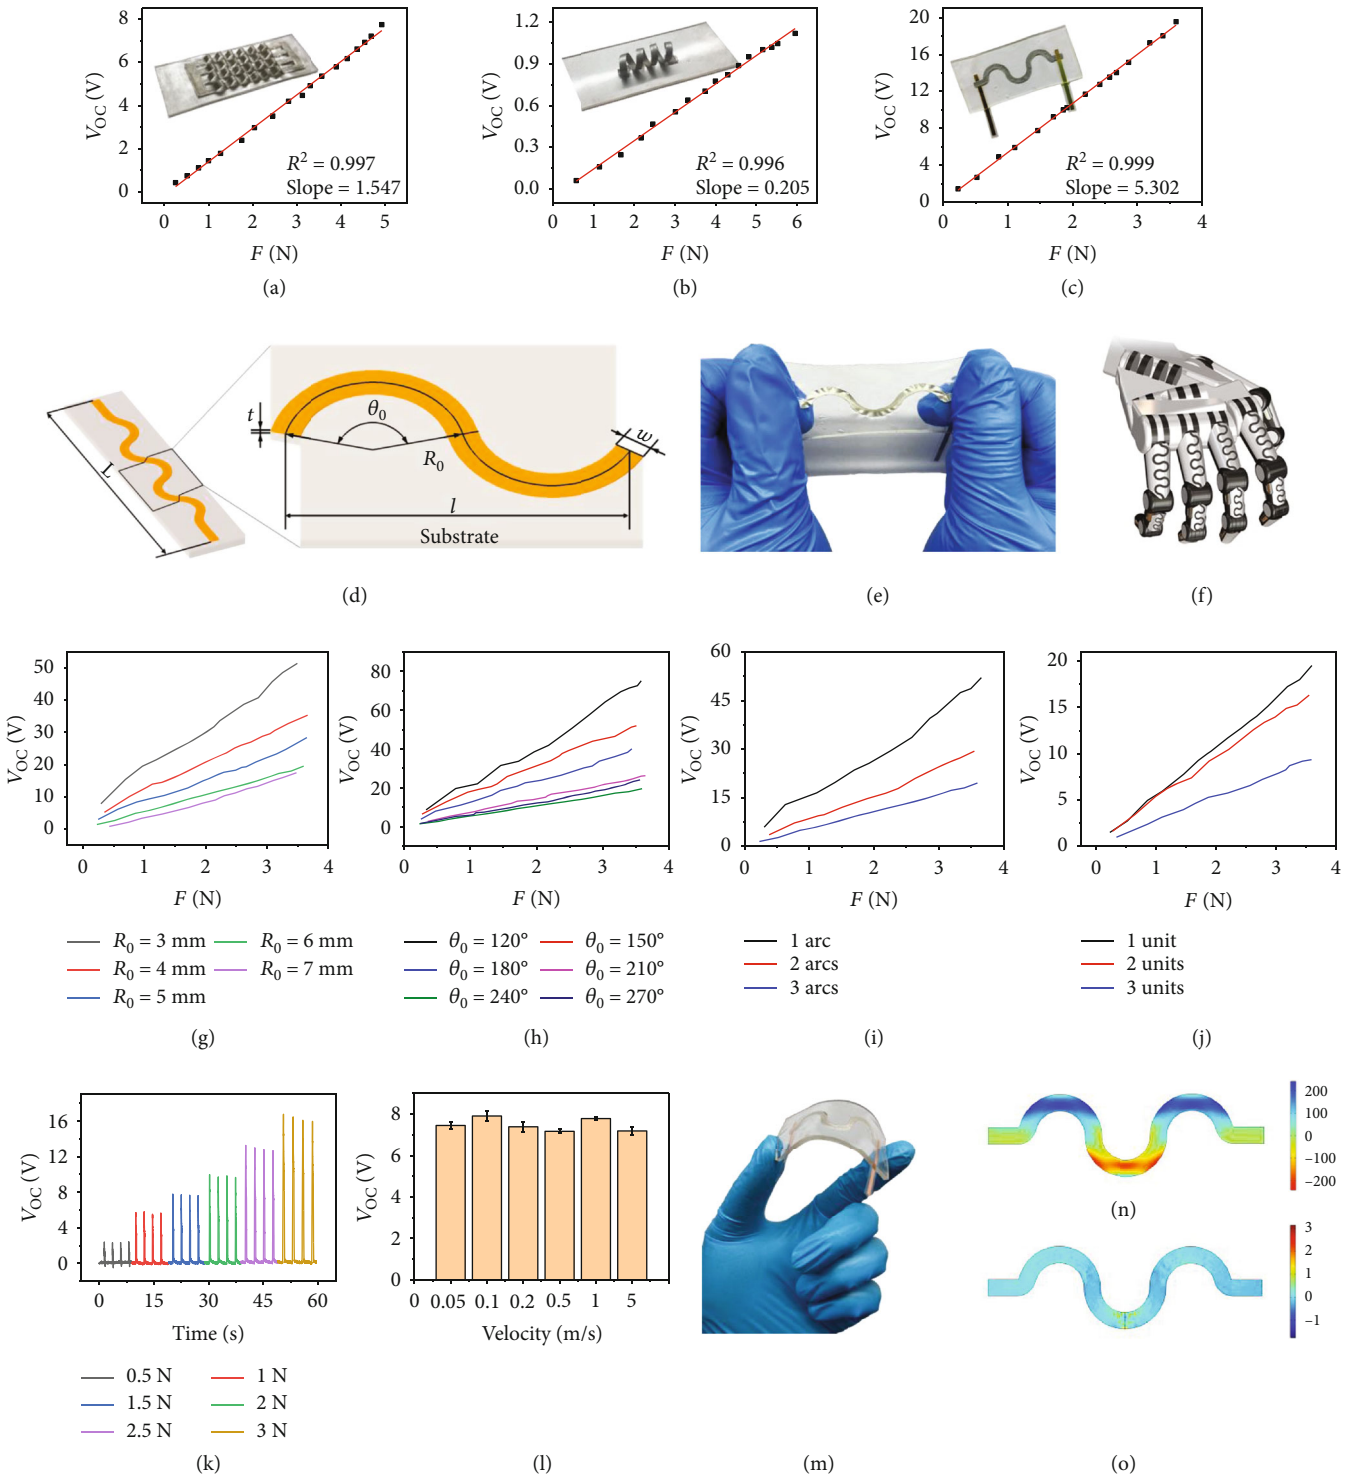 8
6
4
2
0
V_OC (V)
R² = 0.997
Slope = 1.547
0 1 2 3 4 5
F (N)
(a)
1.2
0.9
0.6
0.3
0.0
V_OC (V)
R² = 0.996
Slope = 0.205
0 1 2 3 4 5 6
F (N)
(b)
20
16
12
8
4
0
V_OC (V)
R² = 0.999
Slope = 5.302
0 1 2 3 4
F (N)
(c)
L
t
θ₀
R₀
w
l
Substrate
(d)
(e)
(f)
50
40
30
20
10
0
V_OC (V)
0 1 2 3 4
F (N)
R₀ = 3 mm R₀ = 6 mm
R₀ = 4 mm R₀ = 7 mm
R₀ = 5 mm
(g)
80
60
40
20
0
V_OC (V)
0 1 2 3 4
F (N)
θ₀ = 120° θ₀ = 150°
θ₀ = 180° θ₀ = 210°
θ₀ = 240° θ₀ = 270°
(h)
60
45
30
15
0
V_OC (V)
0 1 2 3 4
F (N)
1 arc
2 arcs
3 arcs
(i)
20
15
10
5
0
V_OC (V)
0 1 2 3 4
F (N)
1 unit
2 units
3 units
(j)
16
12
8
4
0
V_OC (V)
0 15 30 45 60
Time (s)
0.5 N 1 N
1.5 N 2 N
2.5 N 3 N
(k)
8
6
4
2
0
V_OC (V)
0 0.05 0.1 0.2 0.5 1 5
Velocity (m/s)
(l)
(m)
200
100
0
–100
–200
(n)
3
2
1
0
–1
(o)